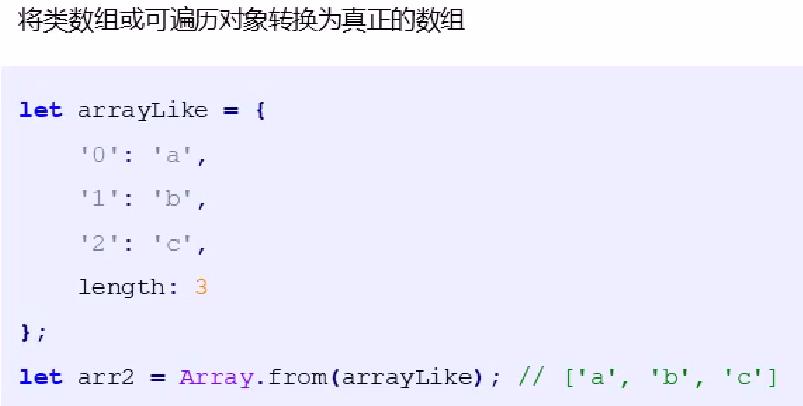 将类数组或可遍历对象转换为真正的数组
let arrayLike = {
    '0': 'a',
    '1': 'b',
    '2': 'c',
    length: 3
};
let arr2 = Array.from(arrayLike); // ['a', 'b', 'c']